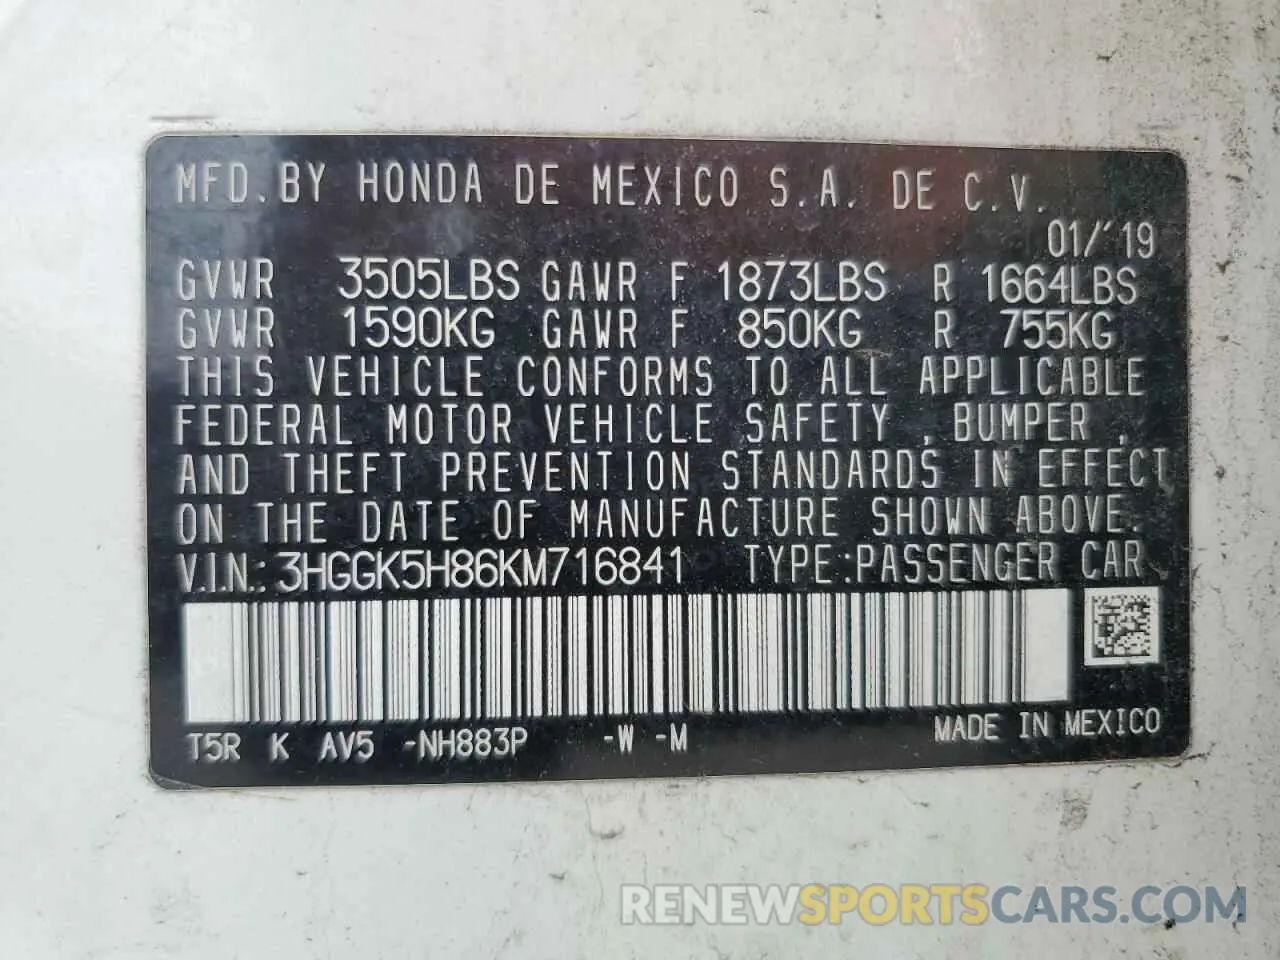 MFD.BY HONDA DE MEXICO S.A. DE C.V.
01/'19
GVWR 3505LBS GAWR F 1873LBS R 1664LBS
GVWR 1590KG GAWR F 850KG R 755KG
THIS VEHICLE CONFORMS TO ALL APPLICABLE
FEDERAL MOTOR VEHICLE SAFETY , BUMPER ,
AND THEFT PREVENTION STANDARDS IN EFFECT
ON THE DATE OF MANUFACTURE SHOWN ABOVE.
V.I.N.: 3HGGK5H86KM716841 TYPE:PASSENGER CAR
T5R K AV5 -NH883P -W -M MADE IN MEXICO
RENEWSPORTSCARS.COM